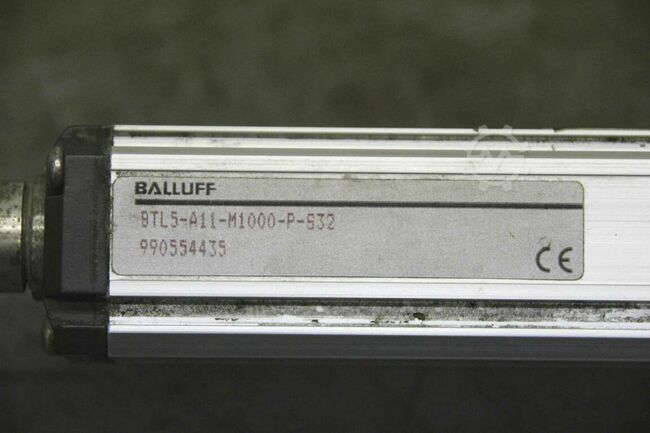 BALLUFF
BTL5-A11-M1000-P-S32
990554435
CE